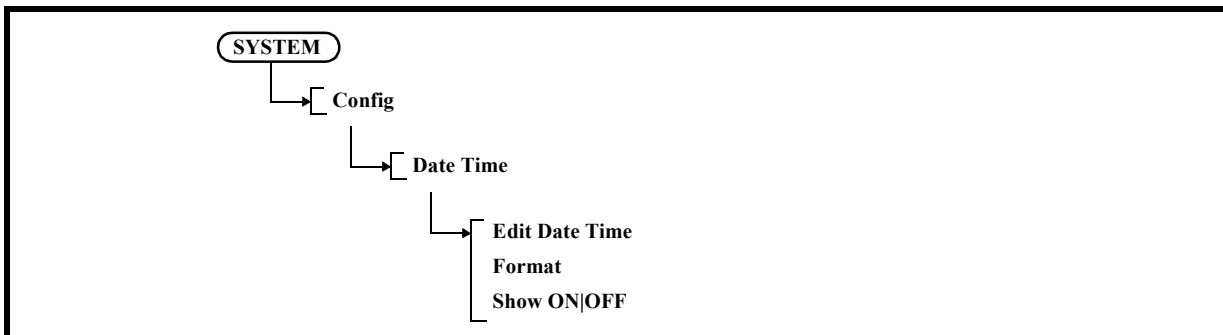 SYSTEM
Config
Date Time
Edit Date Time
Format
Show ON|OFF